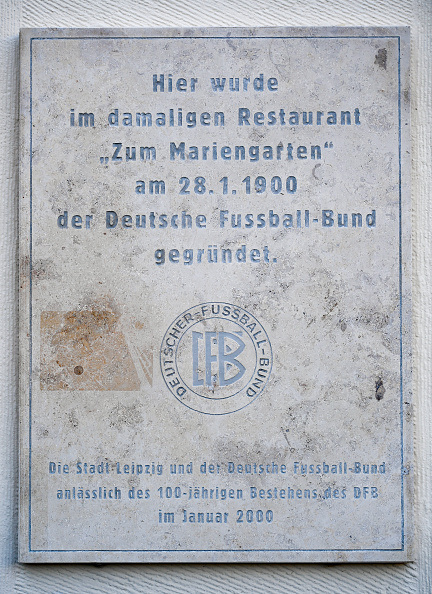 Hier wurde
im damaligen Restaurant
„Zum Mariengarten“
am 28.1.1900
der Deutsche Fussball-Bund
gegründet.
DEUTSCHER FUSSBALL-BUND
DFB
Die Stadt Leipzig und der Deutsche Fussball-Bund
anlässlich des 100-jährigen Bestehens des DFB
im Januar 2000